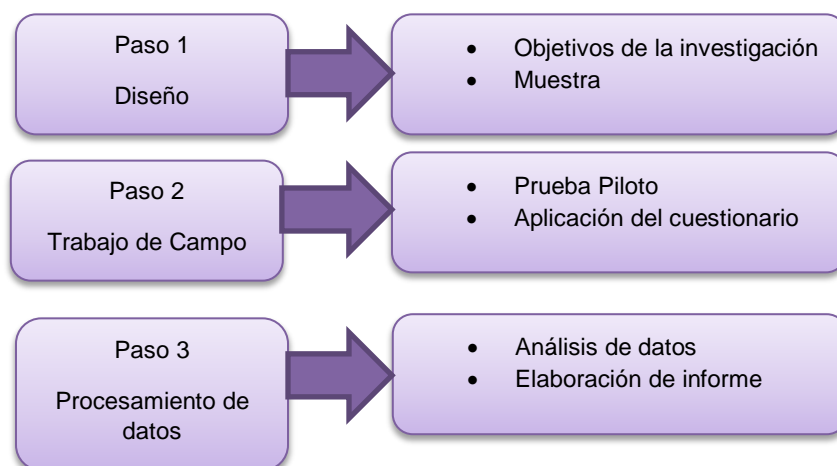 Paso 1
Diseño
• Objetivos de la investigación
• Muestra
Paso 2
Trabajo de Campo
• Prueba Piloto
• Aplicación del cuestionario
Paso 3
Procesamiento de
datos
• Análisis de datos
• Elaboración de informe